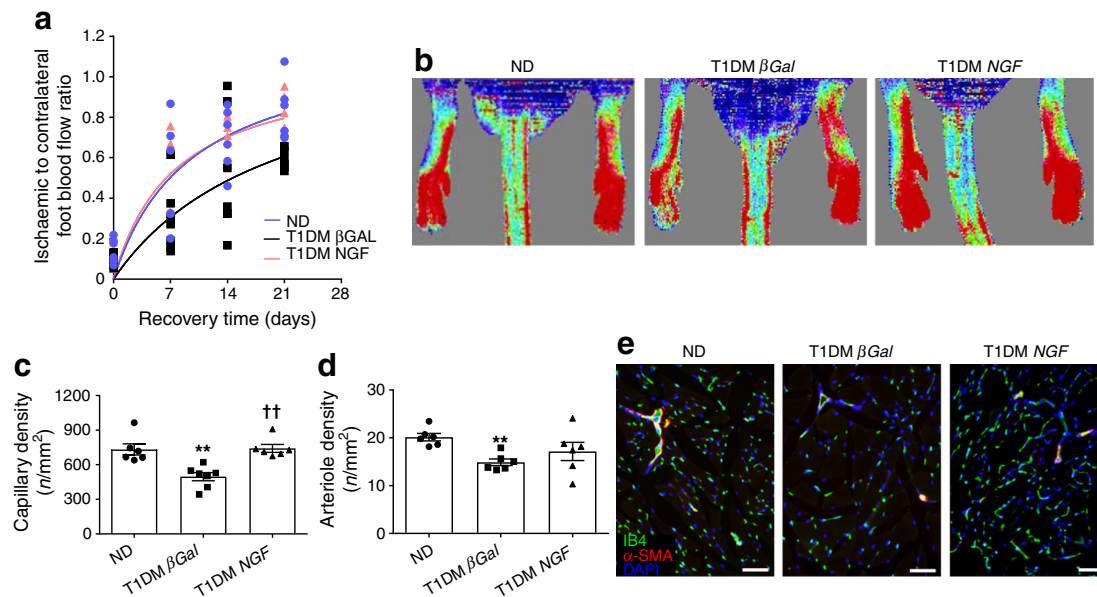 a
1.2
1.0
0.8
0.6
0.4
0.2
0
0
7
14
21
28
Ischaemic to contralateral
foot blood flow ratio
Recovery time (days)
ND
T1DM βGAL
T1DM NGF
b
ND
T1DM βGal
T1DM NGF
c
1200
900
600
300
0
Capillary density
(n/mm2)
**
††
ND
T1DM βGal
T1DM NGF
d
30
20
10
0
Arteriole density
(n/mm2)
**
ND
T1DM βGal
T1DM NGF
e
ND
T1DM βGal
T1DM NGF
IB4
α-SMA
DAPI